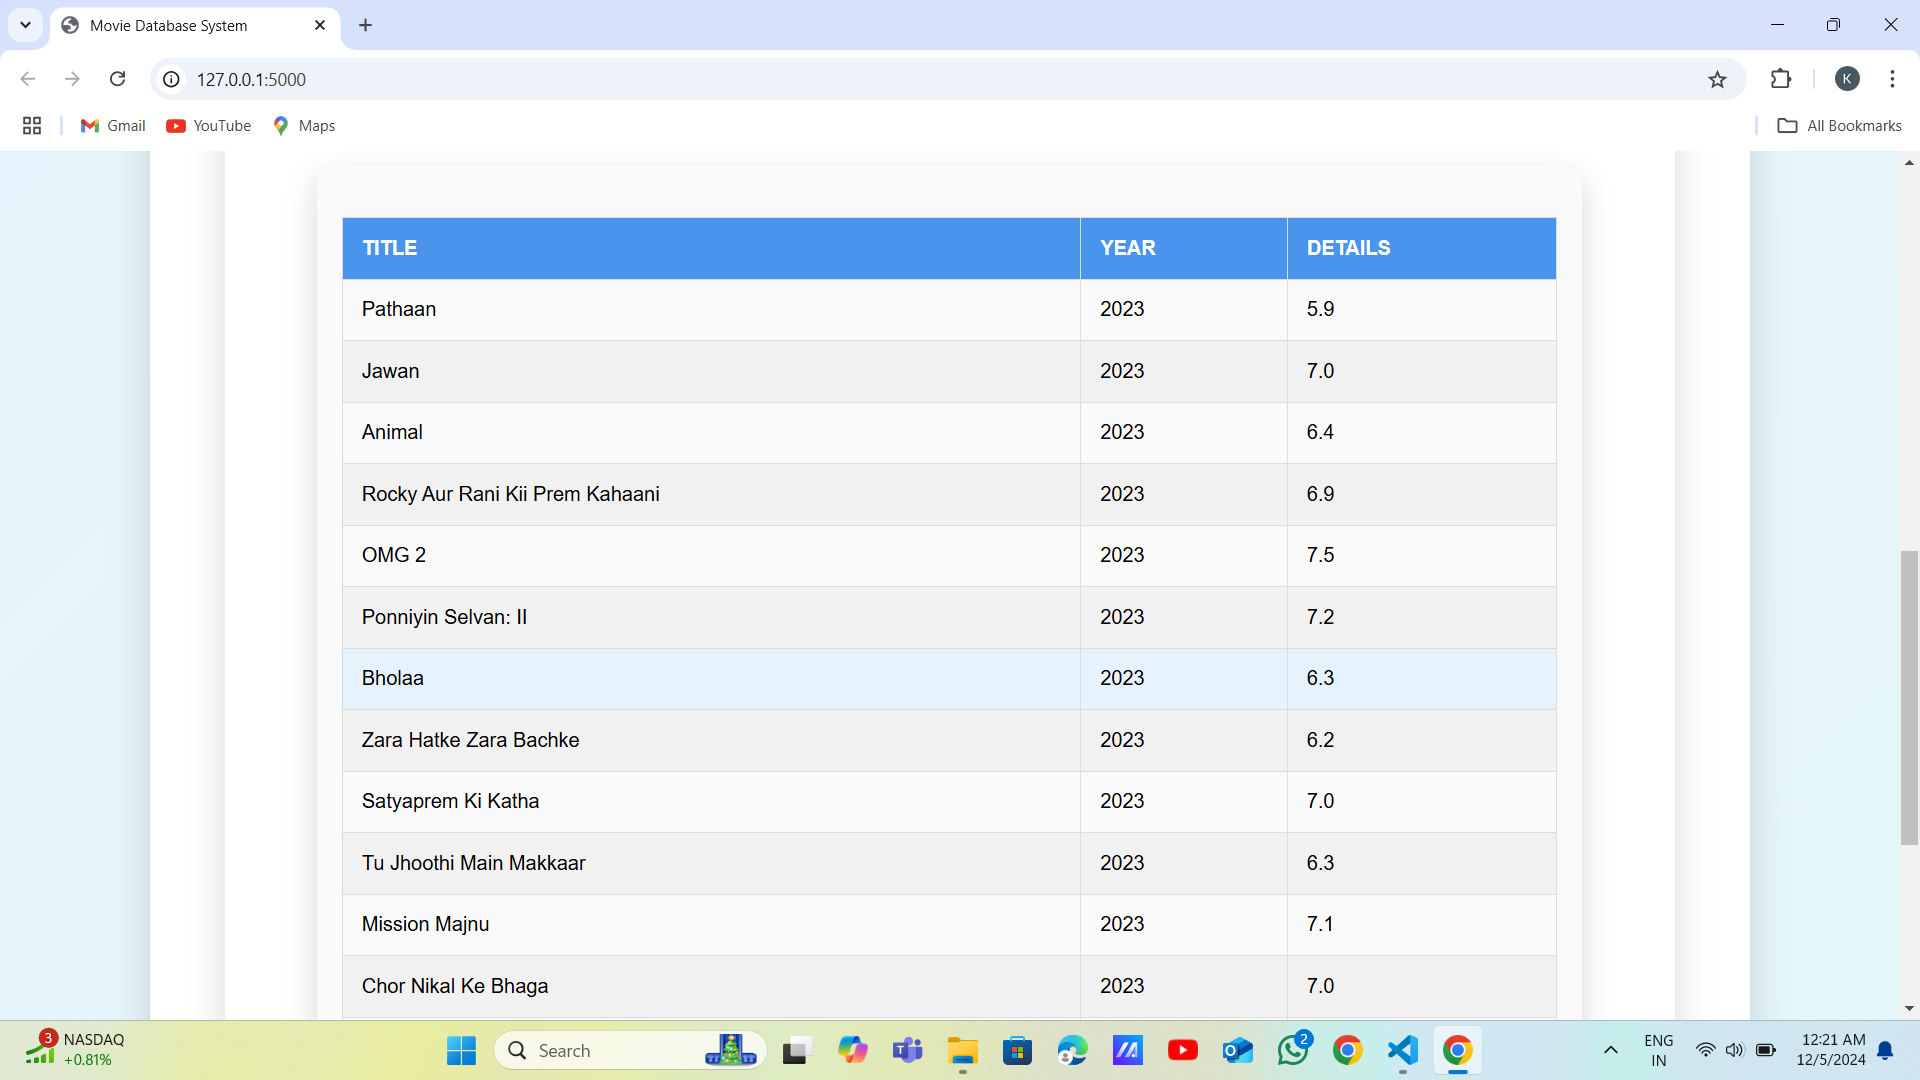 Movie Database System
127.0.0.1:5000
K
Gmail YouTube Maps All Bookmarks
TITLE YEAR DETAILS
Pathaan 2023 5.9
Jawan 2023 7.0
Animal 2023 6.4
Rocky Aur Rani Kii Prem Kahaani 2023 6.9
OMG 2 2023 7.5
Ponniyin Selvan: II 2023 7.2
Bholaa 2023 6.3
Zara Hatke Zara Bachke 2023 6.2
Satyaprem Ki Katha 2023 7.0
Tu Jhoothi Main Makkaar 2023 6.3
Mission Majnu 2023 7.1
Chor Nikal Ke Bhaga 2023 7.0
3 NASDAQ
+0.81%
Search
2
ENG
IN
12:21 AM
12/5/2024